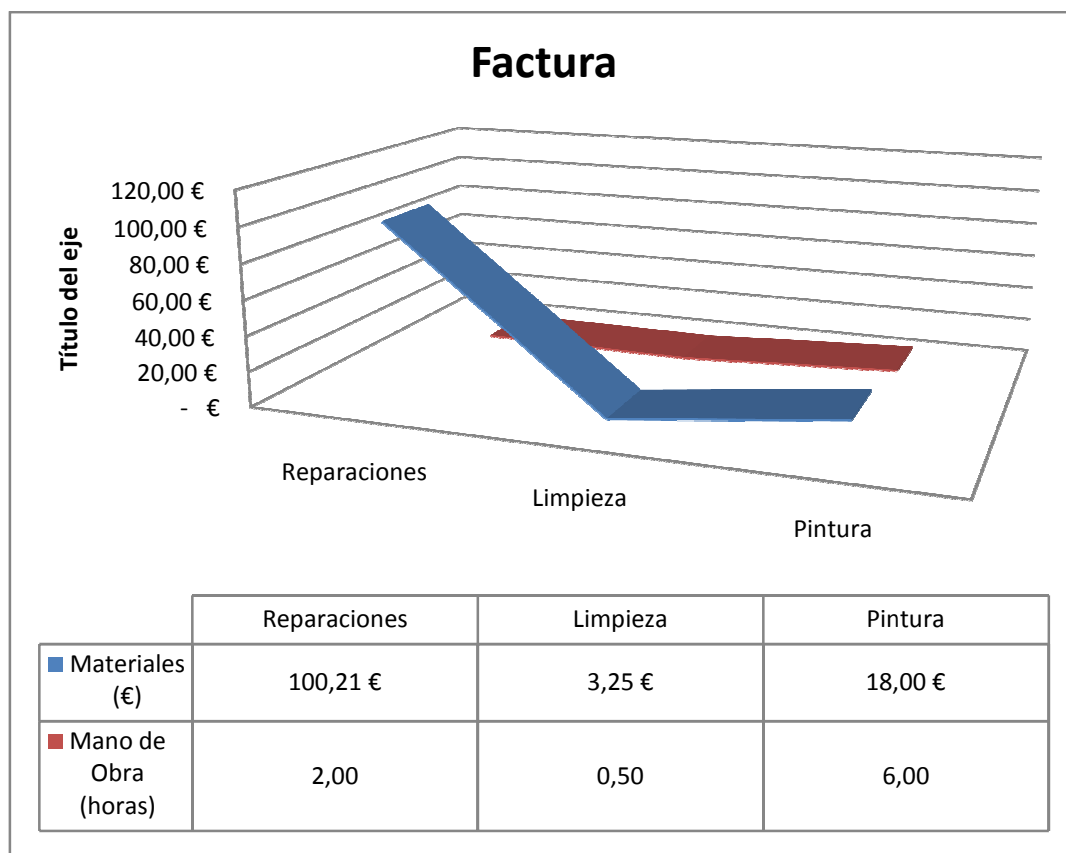 Factura
Título del eje
120,00 €
100,00 €
80,00 €
60,00 €
40,00 €
20,00 €
- €
Reparaciones
Limpieza
Pintura
Reparaciones Limpieza Pintura
Materiales
(€)
100,21 € 3,25 € 18,00 €
Mano de
Obra
(horas)
2,00 0,50 6,00